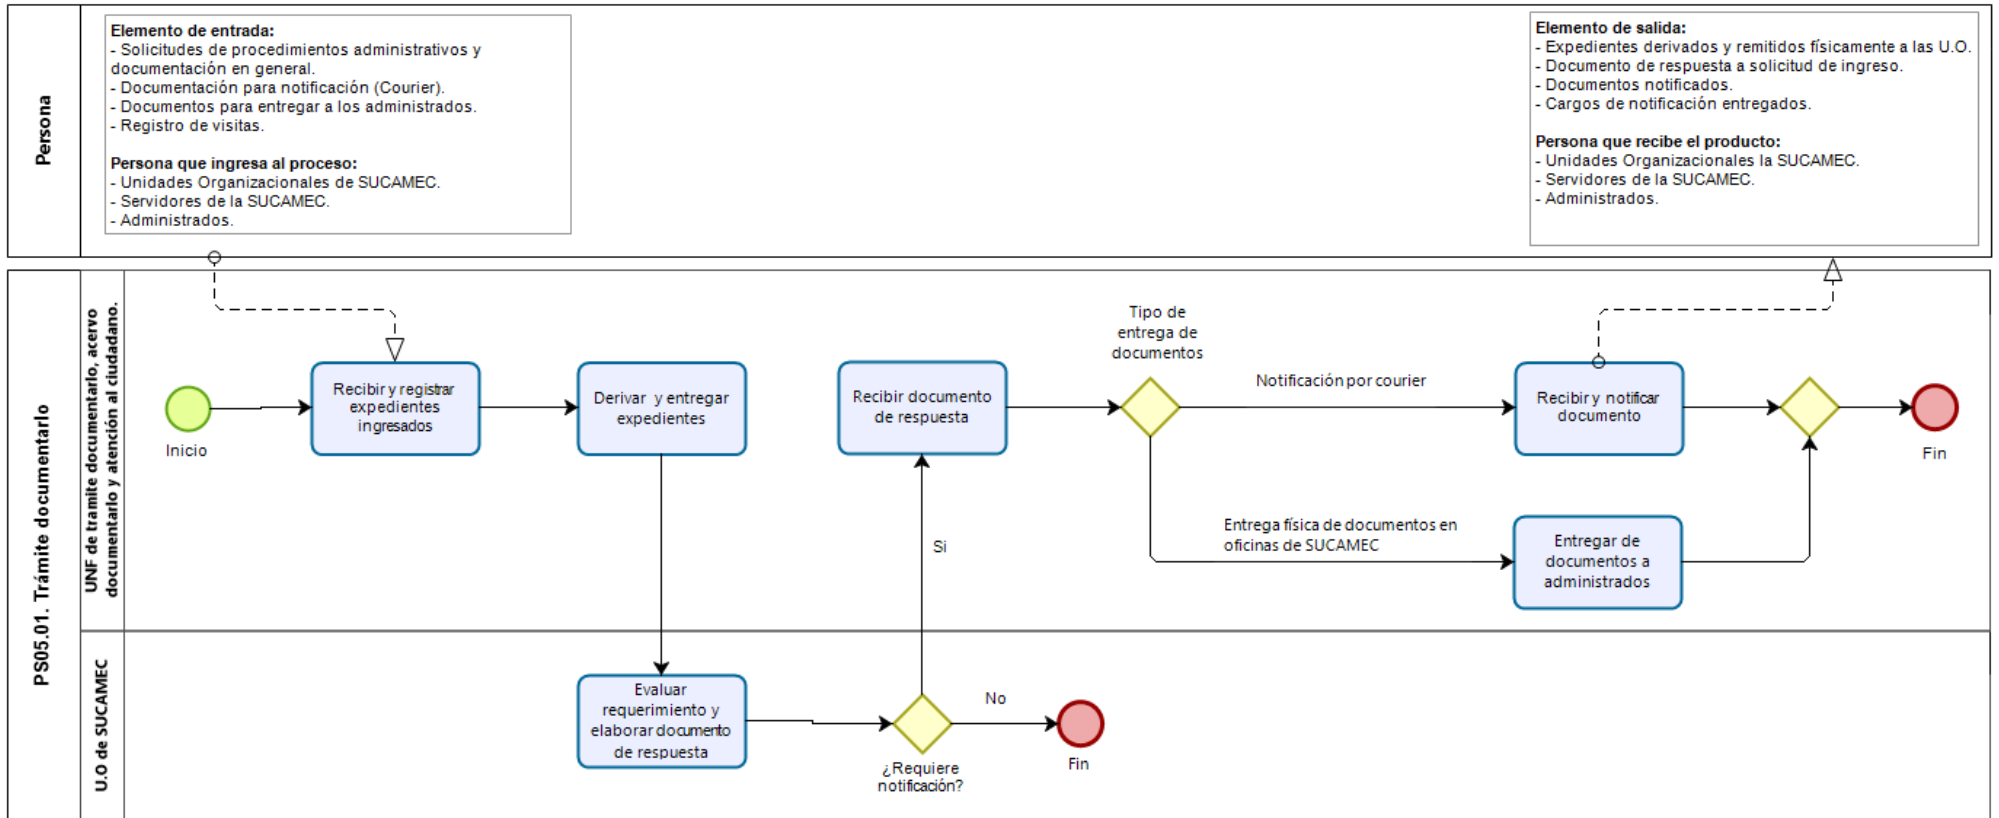 Persona
Elemento de entrada:
- Solicitudes de procedimientos administrativos y
documentación en general.
- Documentación para notificación (Courier).
- Documentos para entregar a los administrados.
- Registro de visitas.
Persona que ingresa al proceso:
- Unidades Organizacionales de SUCAMEC.
- Servidores de la SUCAMEC.
- Administrados.
Elemento de salida:
- Expedientes derivados y remitidos físicamente a las U.O.
- Documento de respuesta a solicitud de ingreso.
- Documentos notificados.
- Cargos de notificación entregados.
Persona que recibe el producto:
- Unidades Organizacionales la SUCAMEC.
- Servidores de la SUCAMEC.
- Administrados.
PS05.01. Trámite documentario
UNF de tramite documentario, acervo
documentario y atención al ciudadano.
Inicio
Recibir y registrar
expedientes
ingresados
Derivar y entregar
expedientes
Recibir documento
de respuesta
Tipo de
entrega de
documentos
Notificación por courier
Recibir y notificar
documento
Fin
Si
Entrega física de documentos en
oficinas de SUCAMEC
Entregar de
documentos a
administrados
U.O de SUCAMEC
Evaluar
requerimiento y
elaborar documento
de respuesta
¿Requiere
notificación?
No
Fin